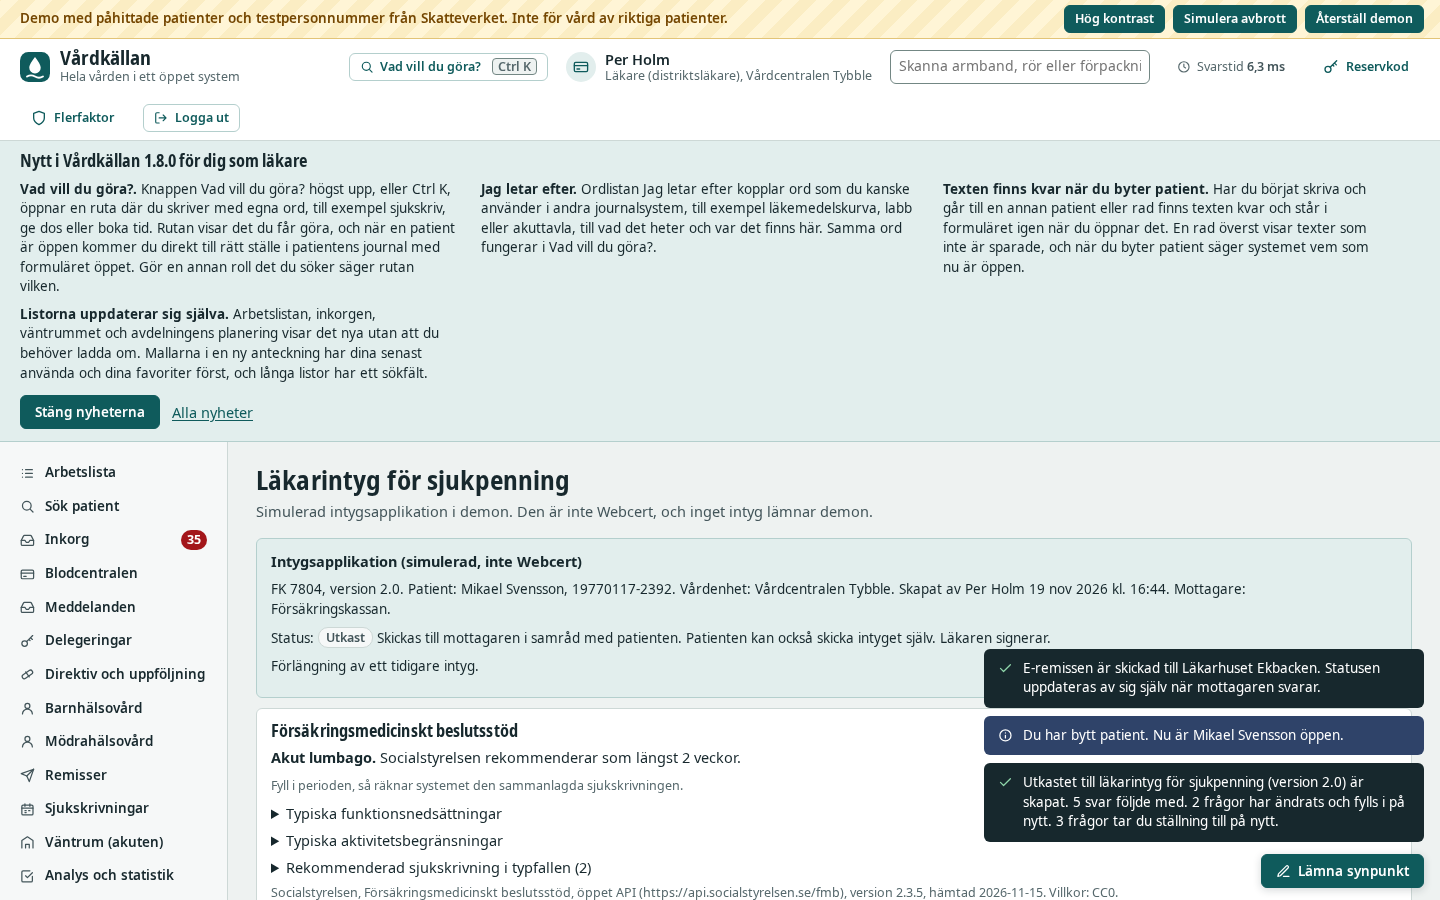 Demo med påhittade patienter och testpersonnummer från Skatteverket. Inte för vård av riktiga patienter.
Hög kontrast
Simulera avbrott
Återställ demon
Vårdkällan
Hela vården i ett öppet system
Vad vill du göra? Ctrl K
Per Holm
Läkare (distriktsläkare), Vårdcentralen Tybble
Skanna armband, rör eller förpackni
Svarstid 6,3 ms
Reservkod
Flerfaktor
Logga ut
Nytt i Vårdkällan 1.8.0 för dig som läkare
Vad vill du göra?. Knappen Vad vill du göra? högst upp, eller Ctrl K,
öppnar en ruta där du skriver med egna ord, till exempel sjukskriv,
ge dos eller boka tid. Rutan visar det du får göra, och när en patient
är öppen kommer du direkt till rätt ställe i patientens journal med
formuläret öppet. Gör en annan roll det du söker säger rutan
vilken.
Jag letar efter. Ordlistan Jag letar efter kopplar ord som du kanske
använder i andra journalsystem, till exempel läkemedelskurva, labb
eller akuttavla, till vad det heter och var det finns här. Samma ord
fungerar i Vad vill du göra?.
Texten finns kvar när du byter patient. Har du börjat skriva och
går till en annan patient eller rad finns texten kvar och står i
formuläret igen när du öppnar det. En rad överst visar texter som
inte är sparade, och när du byter patient säger systemet vem som
nu är öppen.
Listorna uppdaterar sig själva. Arbetslistan, inkorgen,
väntrummet och avdelningens planering visar det nya utan att du
behöver ladda om. Mallarna i en ny anteckning har dina senast
använda och dina favoriter först, och långa listor har ett sökfält.
Stäng nyheterna
Alla nyheter
Arbetslista
Sök patient
Inkorg 35
Blodcentralen
Meddelanden
Delegeringar
Direktiv och uppföljning
Barnhälsovård
Mödrahälsovård
Remisser
Sjukskrivningar
Väntrum (akuten)
Analys och statistik
Läkarintyg för sjukpenning
Simulerad intygsapplikation i demon. Den är inte Webcert, och inget intyg lämnar demon.
Intygsapplikation (simulerad, inte Webcert)
FK 7804, version 2.0. Patient: Mikael Svensson, 19770117-2392. Vårdenhet: Vårdcentralen Tybble. Skapat av Per Holm 19 nov 2026 kl. 16:44. Mottagare:
Försäkringskassan.
Status: Utkast Skickas till mottagaren i samråd med patienten. Patienten kan också skicka intyget själv. Läkaren signerar.
Förlängning av ett tidigare intyg.
Försäkringsmedicinskt beslutsstöd
Akut lumbago. Socialstyrelsen rekommenderar som längst 2 veckor.
Fyll i perioden, så räknar systemet den sammanlagda sjukskrivningen.
Typiska funktionsnedsättningar
Typiska aktivitetsbegränsningar
Rekommenderad sjukskrivning i typfallen (2)
Socialstyrelsen, Försäkringsmedicinskt beslutsstöd, öppet API (https://api.socialstyrelsen.se/fmb), version 2.3.5, hämtad 2026-11-15. Villkor: CC0.
E-remissen är skickad till Läkarhuset Ekbacken. Statusen
uppdateras av sig själv när mottagaren svarar.
Du har bytt patient. Nu är Mikael Svensson öppen.
Utkastet till läkarintyg för sjukpenning (version 2.0) är
skapat. 5 svar följde med. 2 frågor har ändrats och fylls i på
nytt. 3 frågor tar du ställning till på nytt.
Lämna synpunkt